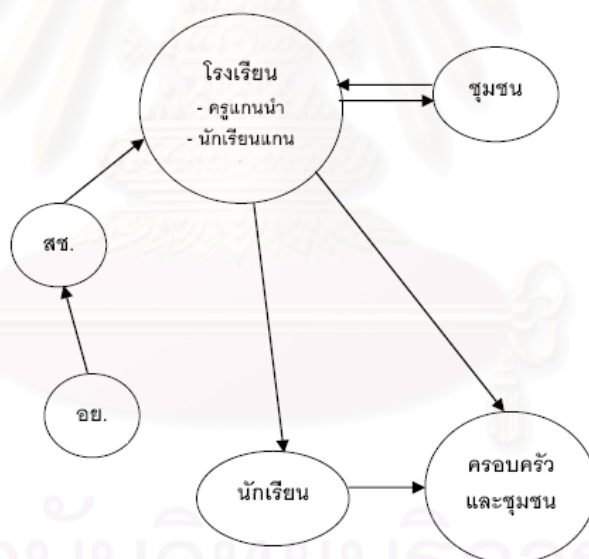 โรงเรียน
- ครูแกนนำ
- นักเรียนแกน
ชุมชน
สช.
อย.
นักเรียน
ครอบครัว
และชุมชน